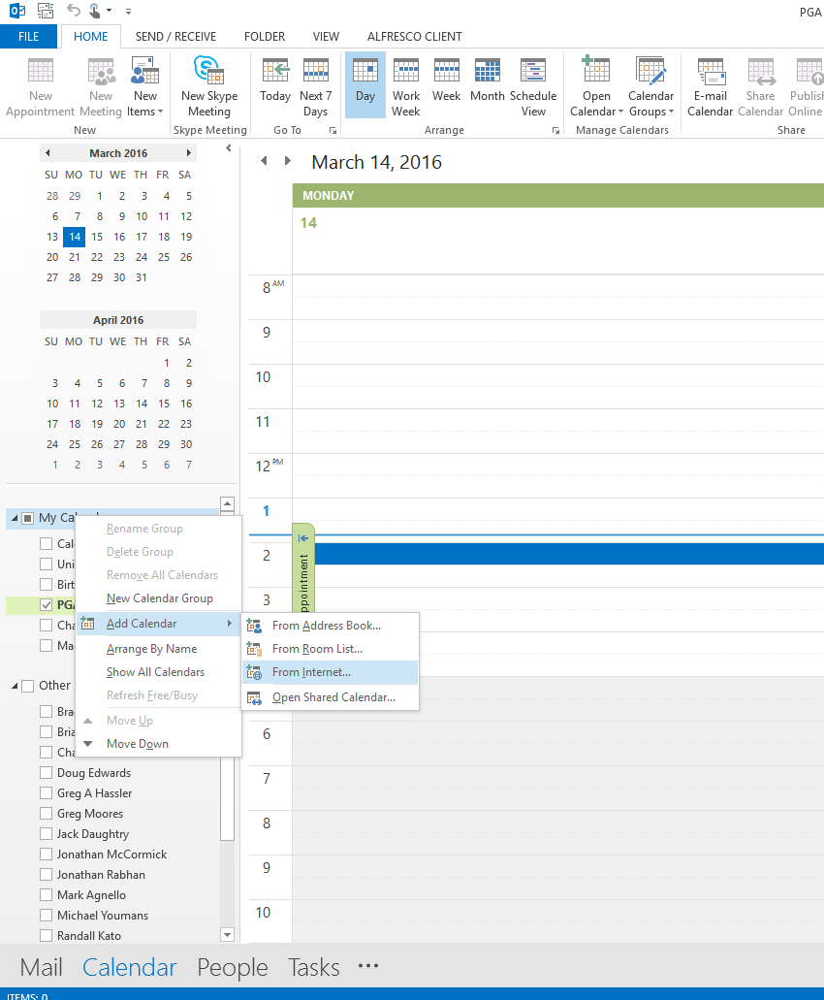 PGA
FILE HOME SEND / RECEIVE FOLDER VIEW ALFRESCO CLIENT
New Appointment
New Meeting
New Items
New Skype Meeting
Today
Next 7 Days
Day
Work Week
Week
Month
Schedule View
Open Calendar
Calendar Groups
E-mail Calendar
Share Calendar
Publish Online
New Skype Meeting Go To Arrange Manage Calendars Share
March 2016
SU MO TU WE TH FR SA
28 29 1 2 3 4 5
6 7 8 9 10 11 12
13 14 15 16 17 18 19
20 21 22 23 24 25 26
27 28 29 30 31
April 2016
SU MO TU WE TH FR SA
1 2
3 4 5 6 7 8 9
10 11 12 13 14 15 16
17 18 19 20 21 22 23
24 25 26 27 28 29 30
1 2 3 4 5 6 7
My Cal
Cal
Uni
Birt
PGA
Cha
Ma
Other
Bra
Bria
Cha
Doug Edwards
Greg A Hassler
Greg Moores
Jack Daughtry
Jonathan McCormick
Jonathan Rabhan
Mark Agnello
Michael Youmans
Randall Kato
Rename Group
Delete Group
Remove All Calendars
New Calendar Group
Add Calendar
Arrange By Name
Show All Calendars
Refresh Free/Busy
Move Up
Move Down
From Address Book...
From Room List...
From Internet...
Open Shared Calendar...
March 14, 2016
MONDAY
14
8 AM
9
10
11
12 PM
1
2
3
6
7
8
9
10
ppointment
Mail Calendar People Tasks ...
ITEMS: 0